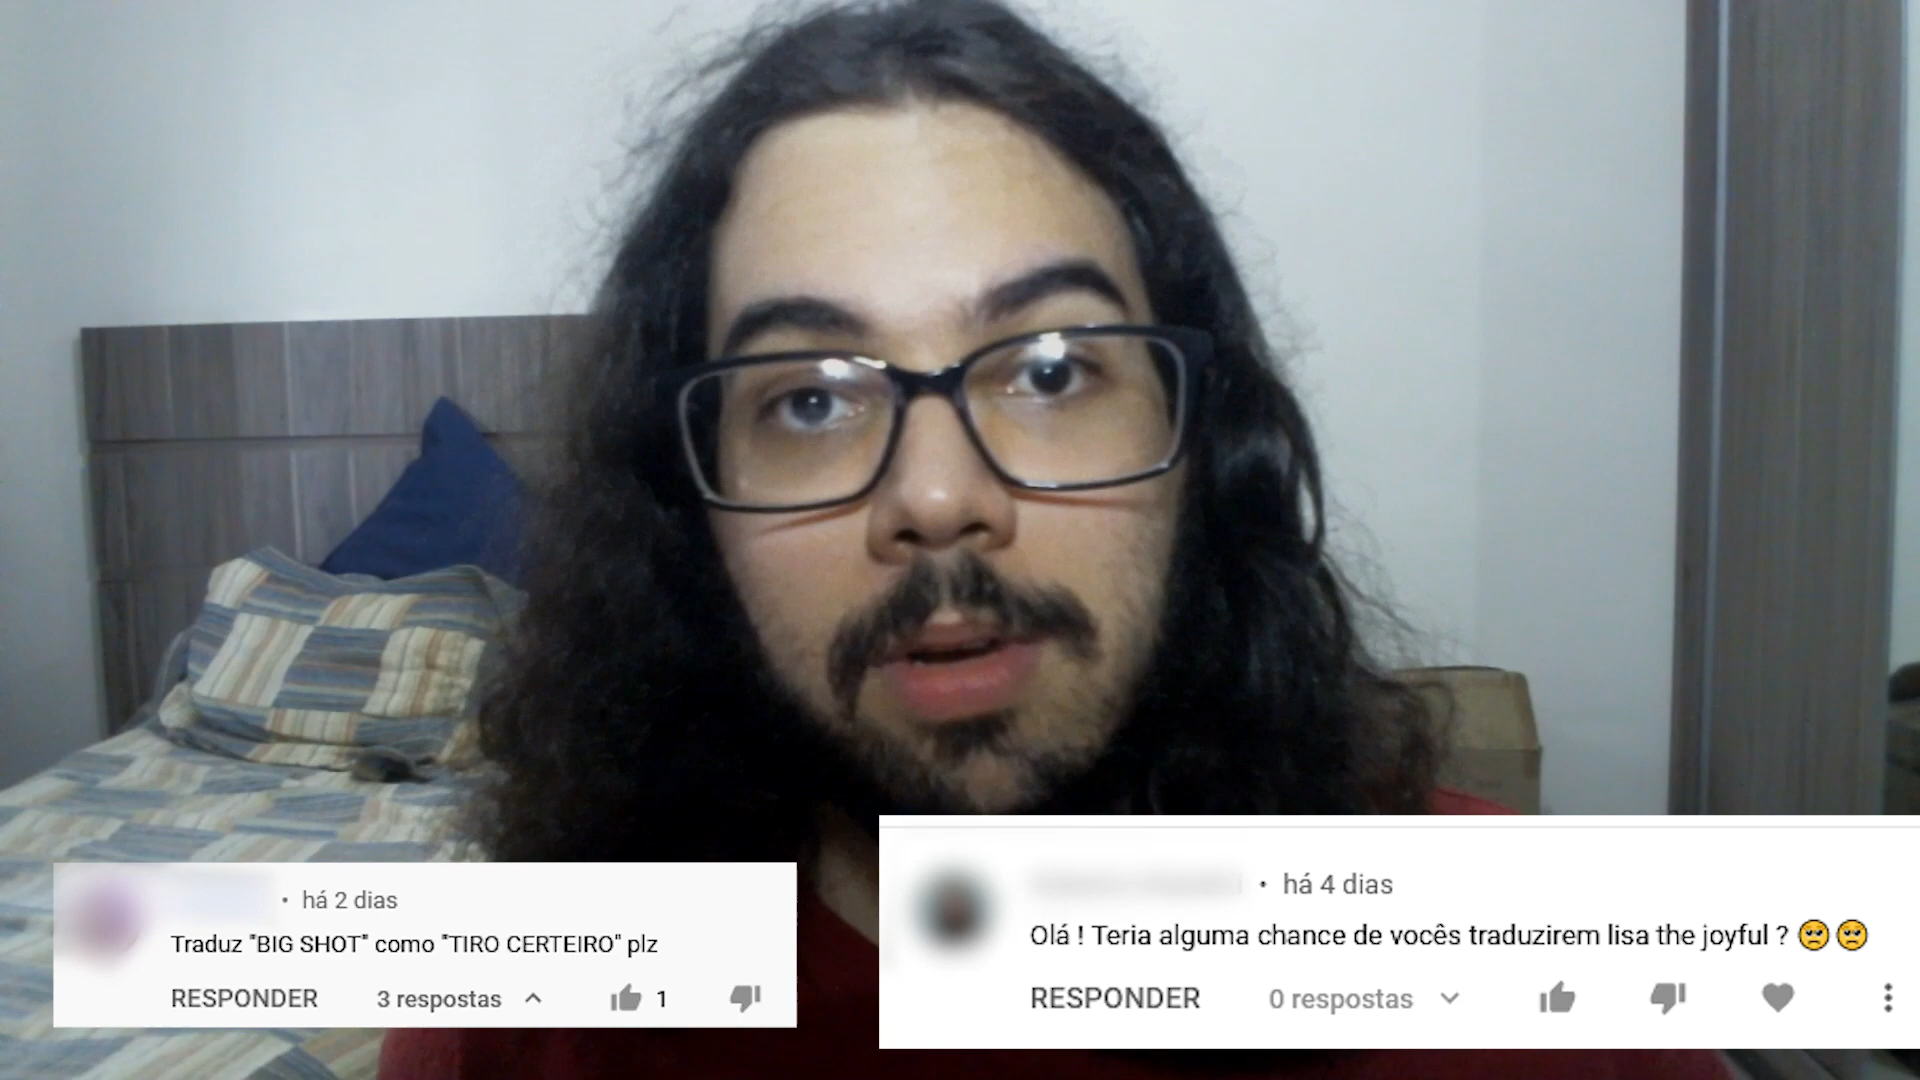 • há 2 dias
Traduz "BIG SHOT" como "TIRO CERTEIRO" plz
RESPONDER 3 respostas 1
• há 4 dias
Olá ! Teria alguma chance de vocês traduzirem lisa the joyful ? 🥺🥺
RESPONDER 0 respostas